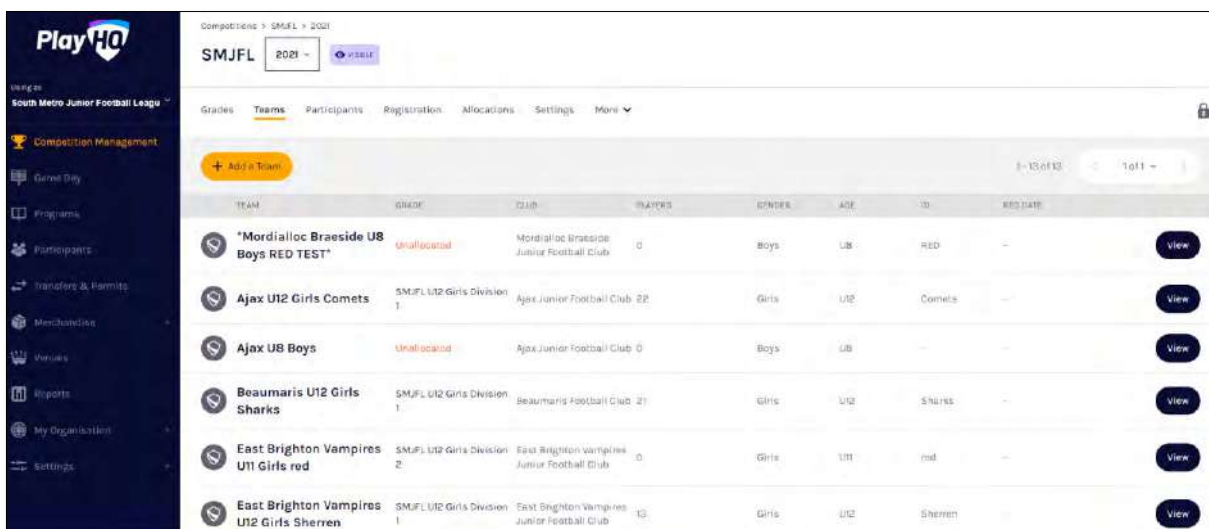 PlayHQ
Using as
South Metro Junior Football Leagu
Competition Management
Game Day
Programs
Participants
Transfers & Permits
Merchandise
Venues
Reports
My Organisation
Settings
Competitions > SMJFL > 2021
SMJFL 2021 VISIBLE
Grades Teams Participants Registration Allocations Settings More
+ Add a Team 1-13 of 13 1 of 1
TEAM GRADE CLUB PLAYERS GENDER AGE ID REG DATE
*Mordialloc Braeside U8 Boys RED TEST* Unallocated Mordialloc Braeside Junior Football Club 0 Boys U8 RED - View
Ajax U12 Girls Comets SMJFL U12 Girls Division 1 Ajax Junior Football Club 22 Girls U12 Comets - View
Ajax U8 Boys Unallocated Ajax Junior Football Club 0 Boys U8 - - View
Beaumaris U12 Girls Sharks SMJFL U12 Girls Division 1 Beaumaris Football Club 21 Girls U12 Sharks - View
East Brighton Vampires U11 Girls red SMJFL U12 Girls Division 2 East Brighton Vampires Junior Football Club 0 Girls U11 red - View
East Brighton Vampires U12 Girls Sherren SMJFL U12 Girls Division 1 East Brighton Vampires Junior Football Club 13 Girls U12 Sherren - View